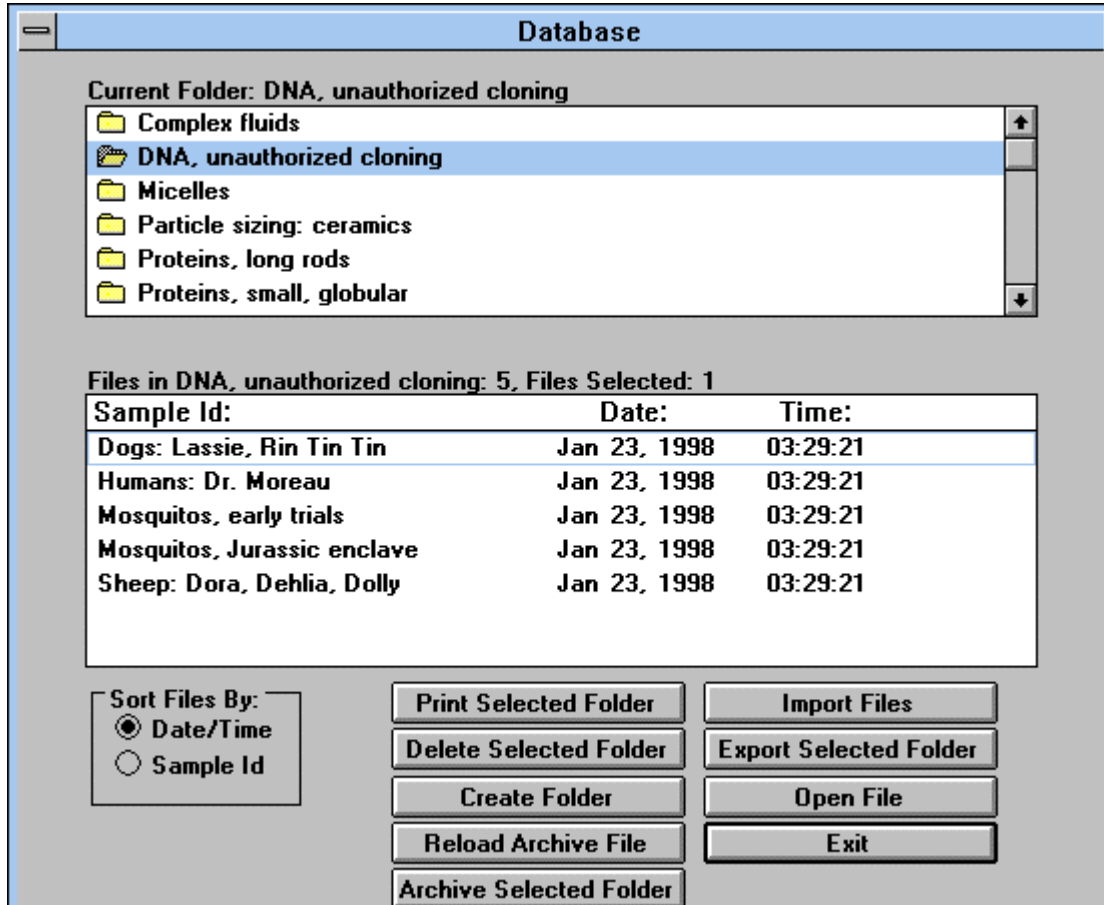 Database
Current Folder: DNA, unauthorized cloning
Complex fluids
DNA, unauthorized cloning
Micelles
Particle sizing: ceramics
Proteins, long rods
Proteins, small, globular
Files in DNA, unauthorized cloning: 5, Files Selected: 1
Sample Id: Date: Time:
Dogs: Lassie, Rin Tin Tin Jan 23, 1998 03:29:21
Humans: Dr. Moreau Jan 23, 1998 03:29:21
Mosquitos, early trials Jan 23, 1998 03:29:21
Mosquitos, Jurassic enclave Jan 23, 1998 03:29:21
Sheep: Dora, Dehlia, Dolly Jan 23, 1998 03:29:21
Sort Files By:
Date/Time
Sample Id
Print Selected Folder
Delete Selected Folder
Create Folder
Reload Archive File
Archive Selected Folder
Import Files
Export Selected Folder
Open File
Exit